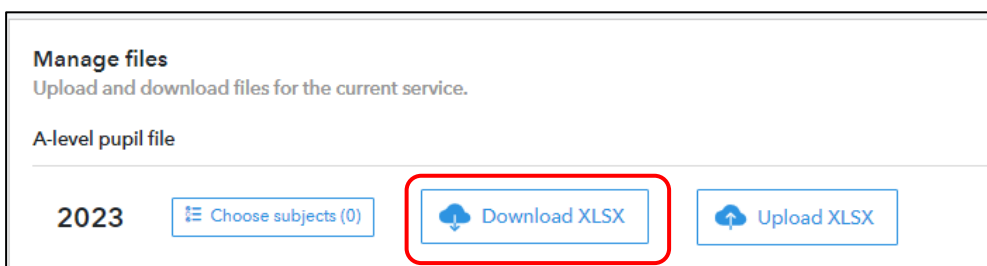 Manage files
Upload and download files for the current service.
A-level pupil file
2023 Choose subjects (0) Download XLSX Upload XLSX